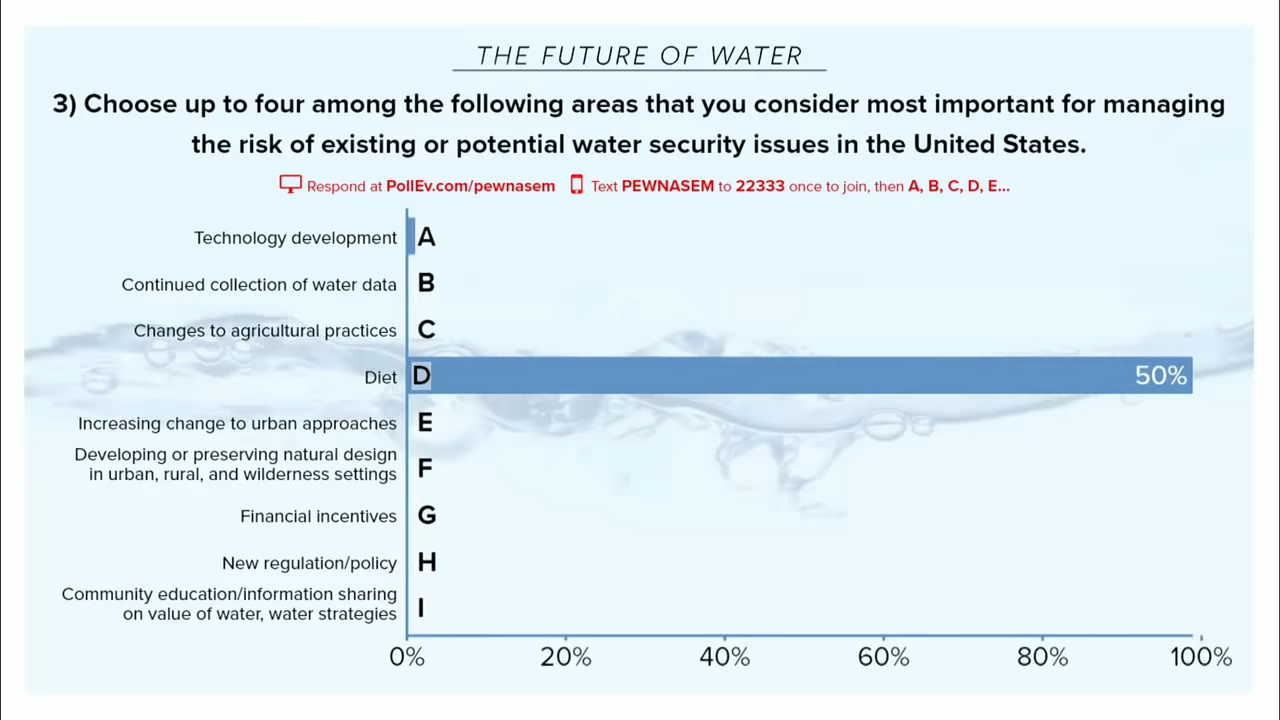 THE FUTURE OF WATER
3) Choose up to four among the following areas that you consider most important for managing
the risk of existing or potential water security issues in the United States.
Respond at PollEv.com/pewnasem Text PEWNASEM to 22333 once to join, then A, B, C, D, E...
Technology development A
Continued collection of water data B
Changes to agricultural practices C
Diet D 50%
Increasing change to urban approaches E
Developing or preserving natural design
in urban, rural, and wilderness settings F
Financial incentives G
New regulation/policy H
Community education/information sharing
on value of water, water strategies I
0% 20% 40% 60% 80% 100%